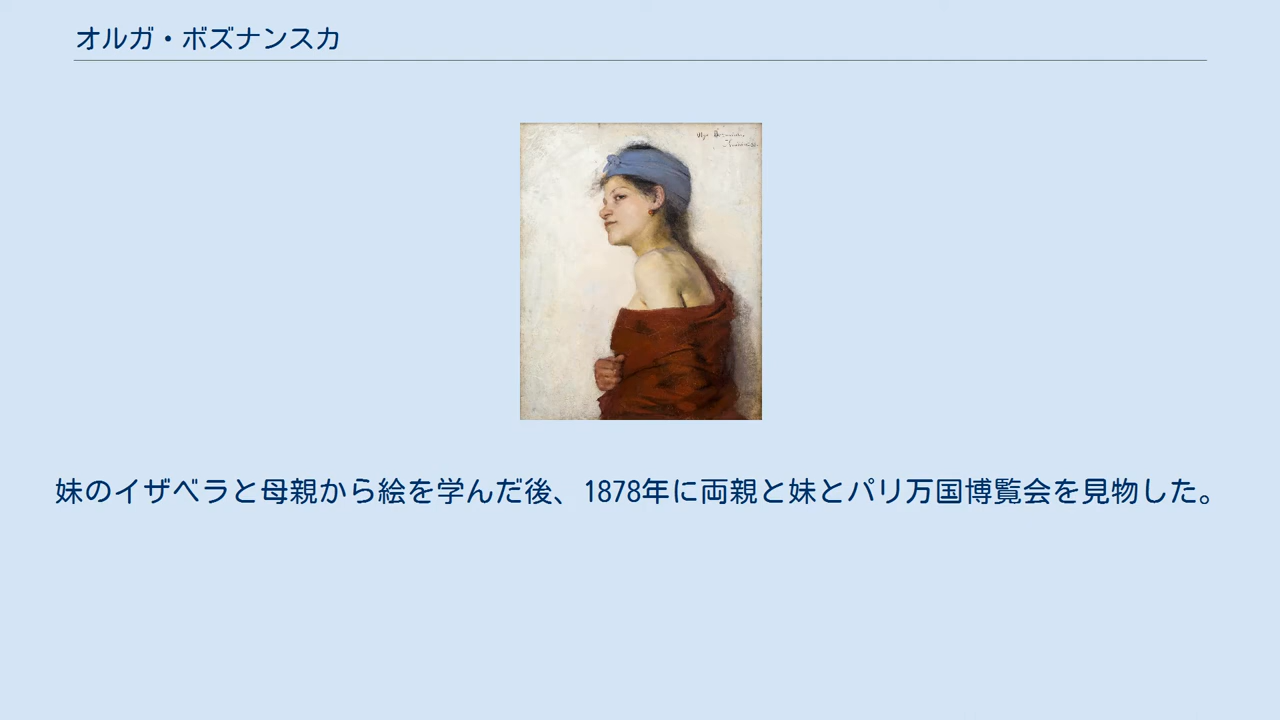 オルガ・ボズナンスカ
妹のイザベラと母親から絵を学んだ後、1878年に両親と妹とパリ万国博覧会を見物した。